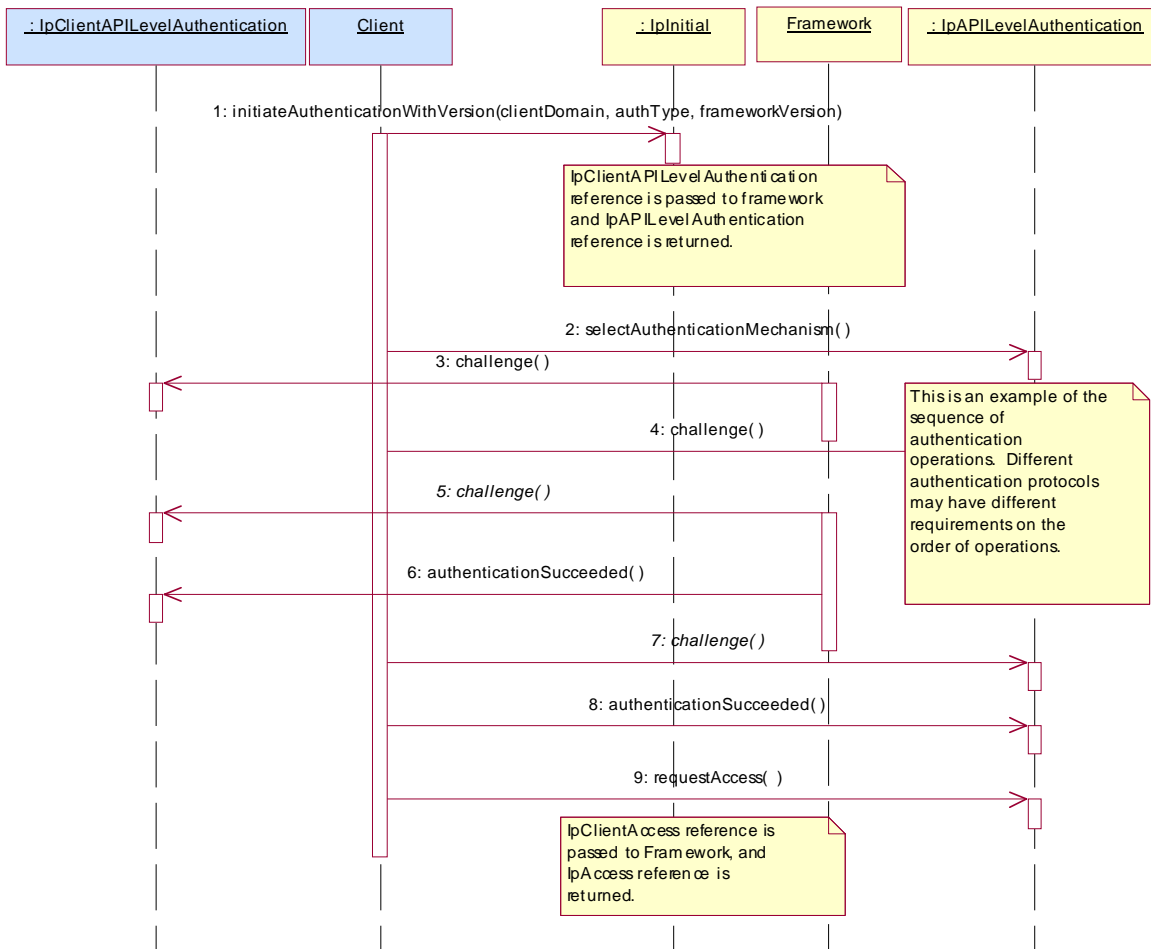 : IpClientAPILevelAuthentication
Client
: IpInitial
Framework
: IpAPILevelAuthentication
1: initiateAuthenticationWithVersion(clientDomain, authType, frameworkVersion)
IpClientAPILevelAuthentication
reference is passed to framework
and IpAPILevelAuthentication
reference is returned.
2: selectAuthenticationMechanism( )
3: challenge( )
This is an example of the
sequence of
authentication
operations. Different
authentication protocols
may have different
requirements on the
order of operations.
4: challenge( )
5: challenge( )
6: authenticationSucceeded( )
7: challenge( )
8: authenticationSucceeded( )
9: requestAccess( )
IpClientAccess reference is
passed to Framework, and
IpAccess reference is
returned.